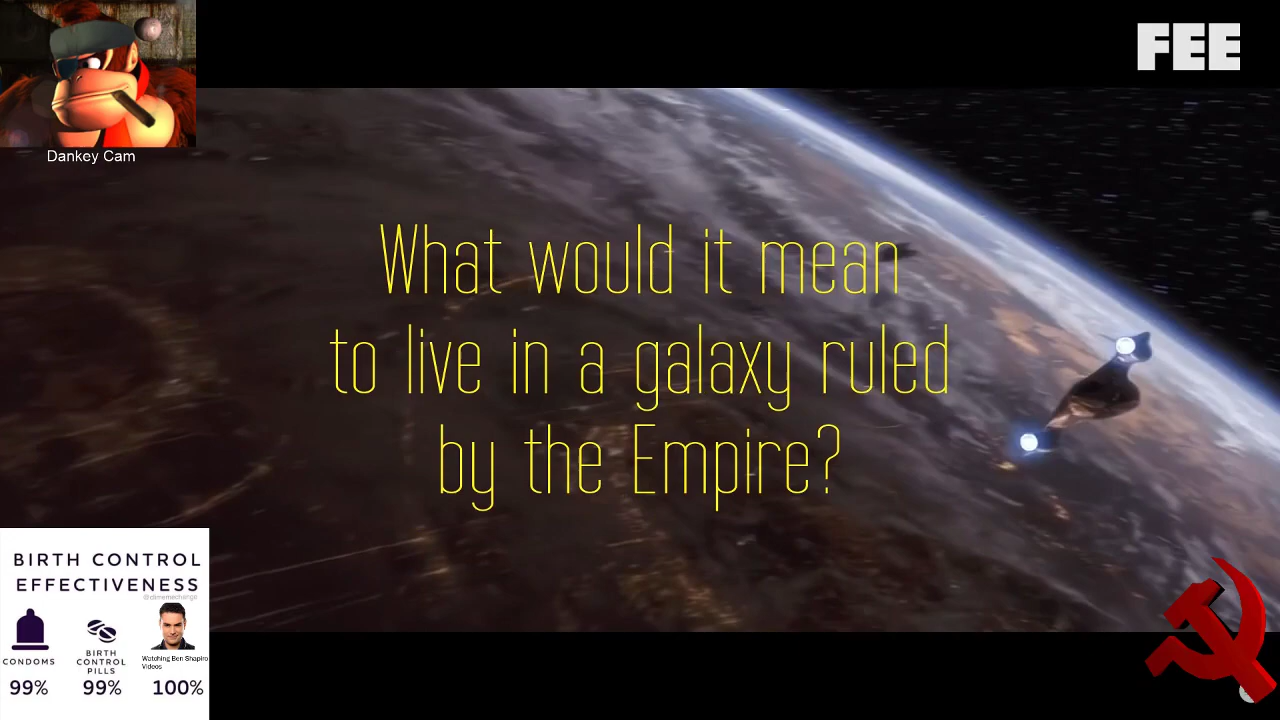 FEE
Dankey Cam
What would it mean
to live in a galaxy ruled
by the Empire?
BIRTH CONTROL
EFFECTIVENESS
CONDOMS
99%
BIRTH
CONTROL
PILLS
99%
Watching Ben Shapiro
Videos
100%